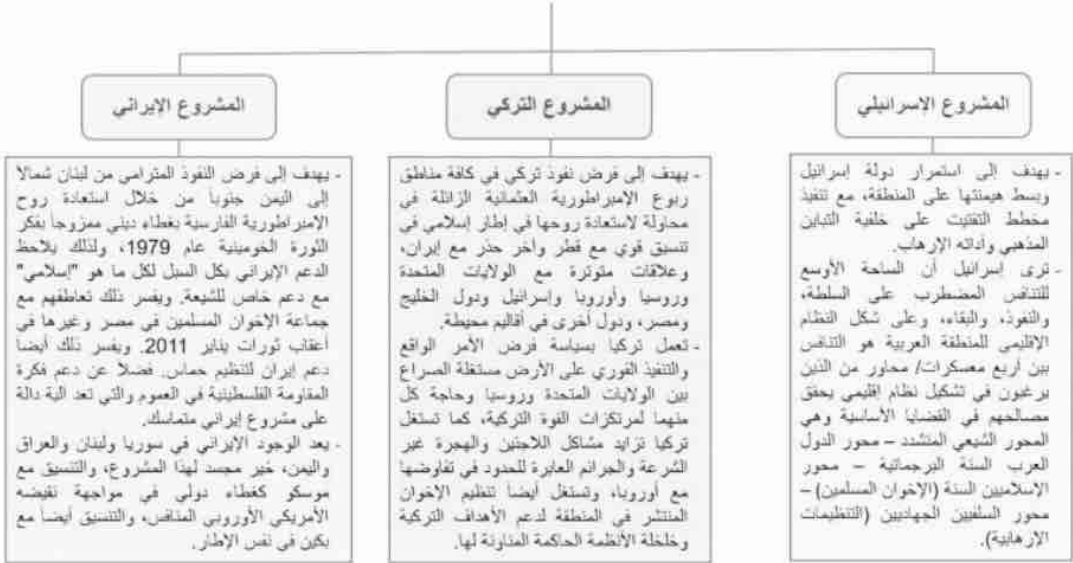 المشروع الإسرائيلي
- يهدف إلى استمرار دولة إسرائيل
وبسط هيمنتها على المنطقة، مع تنفيذ
مخطط التفتيت على خلفية التباين
المذهبي وأداته الإرهاب.
- ترى إسرائيل أن الساحة الأوسع
للتنافس المضطرب على السلطة،
والنفوذ، والبقاء، وعلى شكل النظام
الإقليمي للمنطقة العربية هو التنافس
بين أربع معسكرات/ محاور من الذين
يرغبون في تشكيل نظام إقليمي يحقق
مصالحهم في القضايا الأساسية وهي
المحور الشيعي المتشدد – محور الدول
العرب السنة البرجماتية – محور
الاسلاميين السنة (الإخوان المسلمين) –
محور السلفيين الجهاديين (التنظيمات
الإرهابية).
المشروع التركي
- يهدف إلى فرض نفوذ تركي في كافة مناطق
ربوع الإمبراطورية العثمانية الزائلة في
محاولة لاستعادة روحها في إطار إسلامي في
تنسيق قوي مع قطر وأخر حذر مع إيران،
وعلاقات متوترة مع الولايات المتحدة
وروسيا وأوروبا وإسرائيل ودول الخليج
ومصر، ودول أخرى في أقاليم محيطة.
- تعمل تركيا بسياسة فرض الأمر الواقع
والتنفيذ الفوري على الأرض مستغلة الصراع
بين الولايات المتحدة وروسيا وحاجة كل
منهما لمرتكزات القوة التركية، كما تستغل
تركيا تزايد مشاكل اللاجئين والهجرة غير
الشرعة والجرائم العابرة للحدود في تفاوضها
مع أوروبا، وتستغل أيضا تنظيم الإخوان
المنتشر في المنطقة لدعم الأهداف التركية
وخلخلة الأنظمة الحاكمة المناوئة لها.
المشروع الإيراني
- يهدف إلى فرض النفوذ المترامي من لبنان شمالا
إلى اليمن جنوبا من خلال استعادة روح
الإمبراطورية الفارسية بغطاء ديني ممزوجا بفكر
الثورة الخومينية عام 1979، ولذلك يلاحظ
الدعم الإيراني بكل السبل لكل ما هو "إسلامي"
مع دعم خاص للشيعة. ويفسر ذلك تعاطفهم مع
جماعة الإخوان المسلمين في مصر وغيرها في
أعقاب ثورات يناير 2011. ويفسر ذلك أيضا
دعم إيران لتنظيم حماس. فضلا عن دعم فكرة
المقاومة الفلسطينية في العموم والتي تعد آلية دالة
على مشروع إيراني متماسك.
- يعد الوجود الإيراني في سوريا ولبنان والعراق
واليمن، خير مجسد لهذا المشروع، والتنسيق مع
موسكو كغطاء دولي في مواجهة نقيضه
الأمريكي الأوروبي المنافس، والتنسيق أيضا مع
بكين في نفس الإطار.